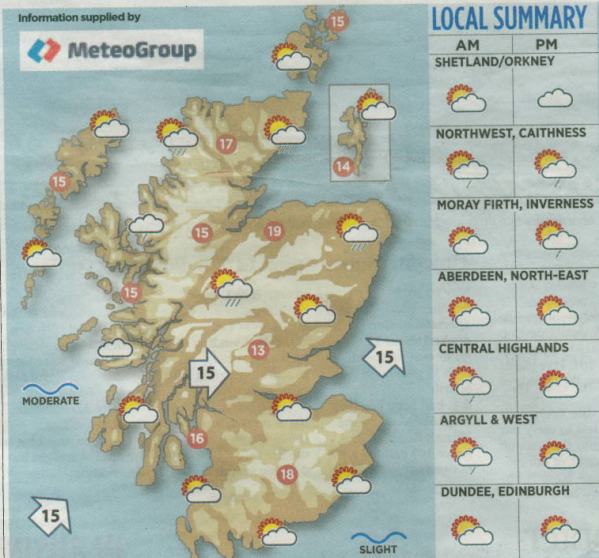 Information supplied by
MeteoGroup
15
17
14
15
15
19
15
13
15
15
MODERATE
16
18
15
SLIGHT
LOCAL SUMMARY
AM PM
SHETLAND/ORKNEY
NORTHWEST, CAITHNESS
MORAY FIRTH, INVERNESS
ABERDEEN, NORTH-EAST
CENTRAL HIGHLANDS
ARGYLL & WEST
DUNDEE, EDINBURGH